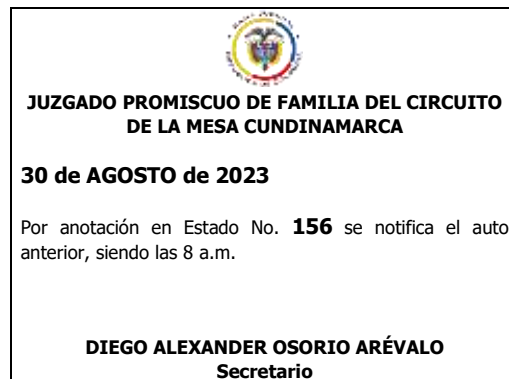 JUZGADO PROMISCUO DE FAMILIA DEL CIRCUITO
DE LA MESA CUNDINAMARCA
30 de AGOSTO de 2023
Por anotación en Estado No. 156 se notifica el auto
anterior, siendo las 8 a.m.
DIEGO ALEXANDER OSORIO ARÉVALO
Secretario